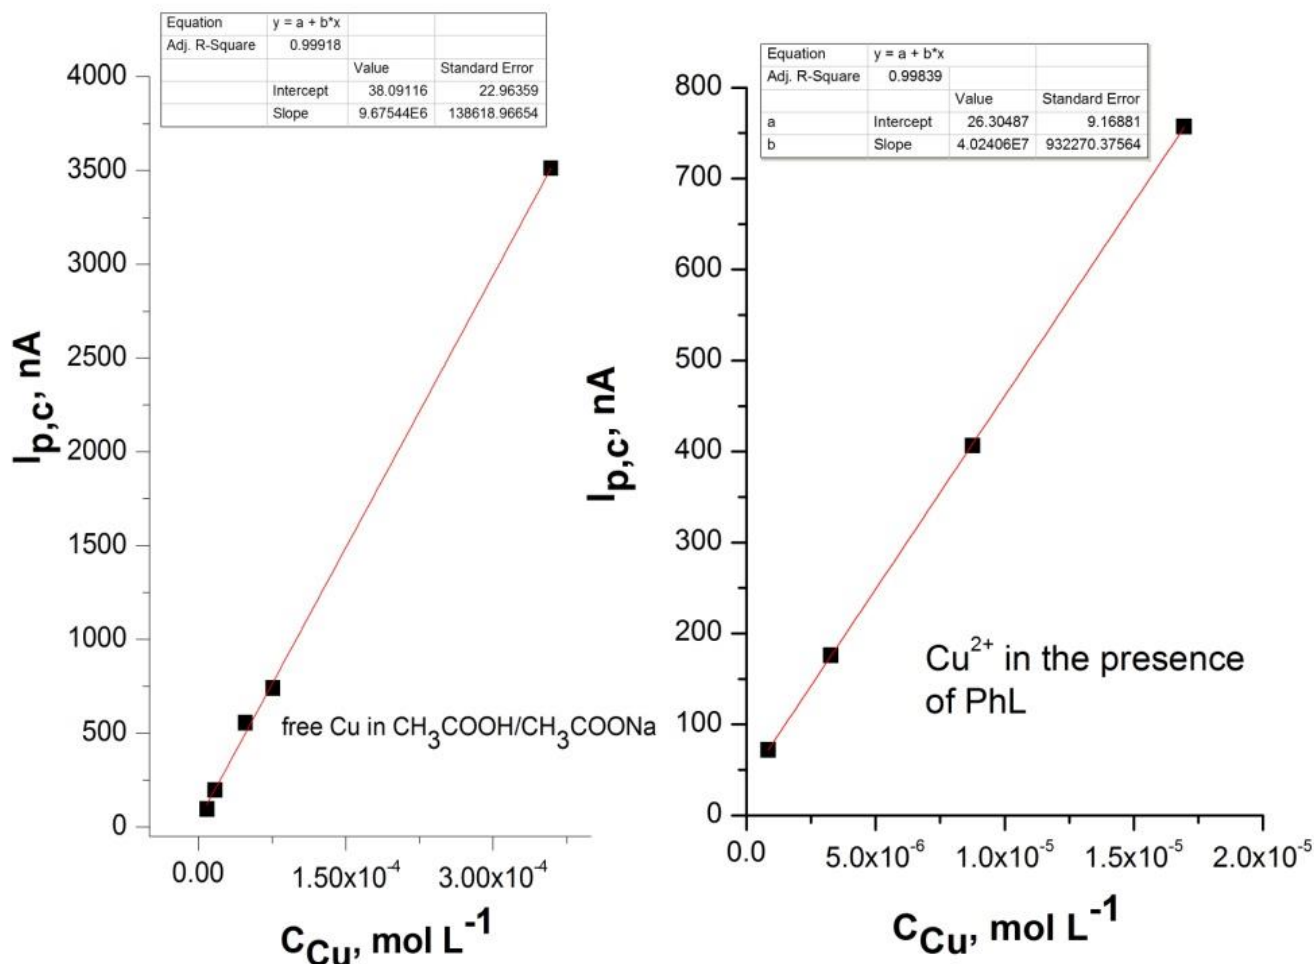 Equation y = a + b*x
Adj. R-Square 0.99918
Value Standard Error
Intercept 38.09116 22.96359
Slope 9.67544E6 138618.96654
4000
3500
3000
2500
2000
1500
1000
500
0
I_p,c, nA
free Cu in CH₃COOH/CH₃COONa
0.00 1.50x10⁻⁴ 3.00x10⁻⁴
C_Cu, mol L⁻¹
Equation y = a + b*x
Adj. R-Square 0.99839
Value Standard Error
a Intercept 26.30487 9.16881
b Slope 4.02406E7 932270.37564
800
700
600
500
400
300
200
100
0
I_p,c, nA
Cu²⁺ in the presence
of PhL
0.0 5.0x10⁻⁶ 1.0x10⁻⁵ 1.5x10⁻⁵ 2.0x10⁻⁵
C_Cu, mol L⁻¹